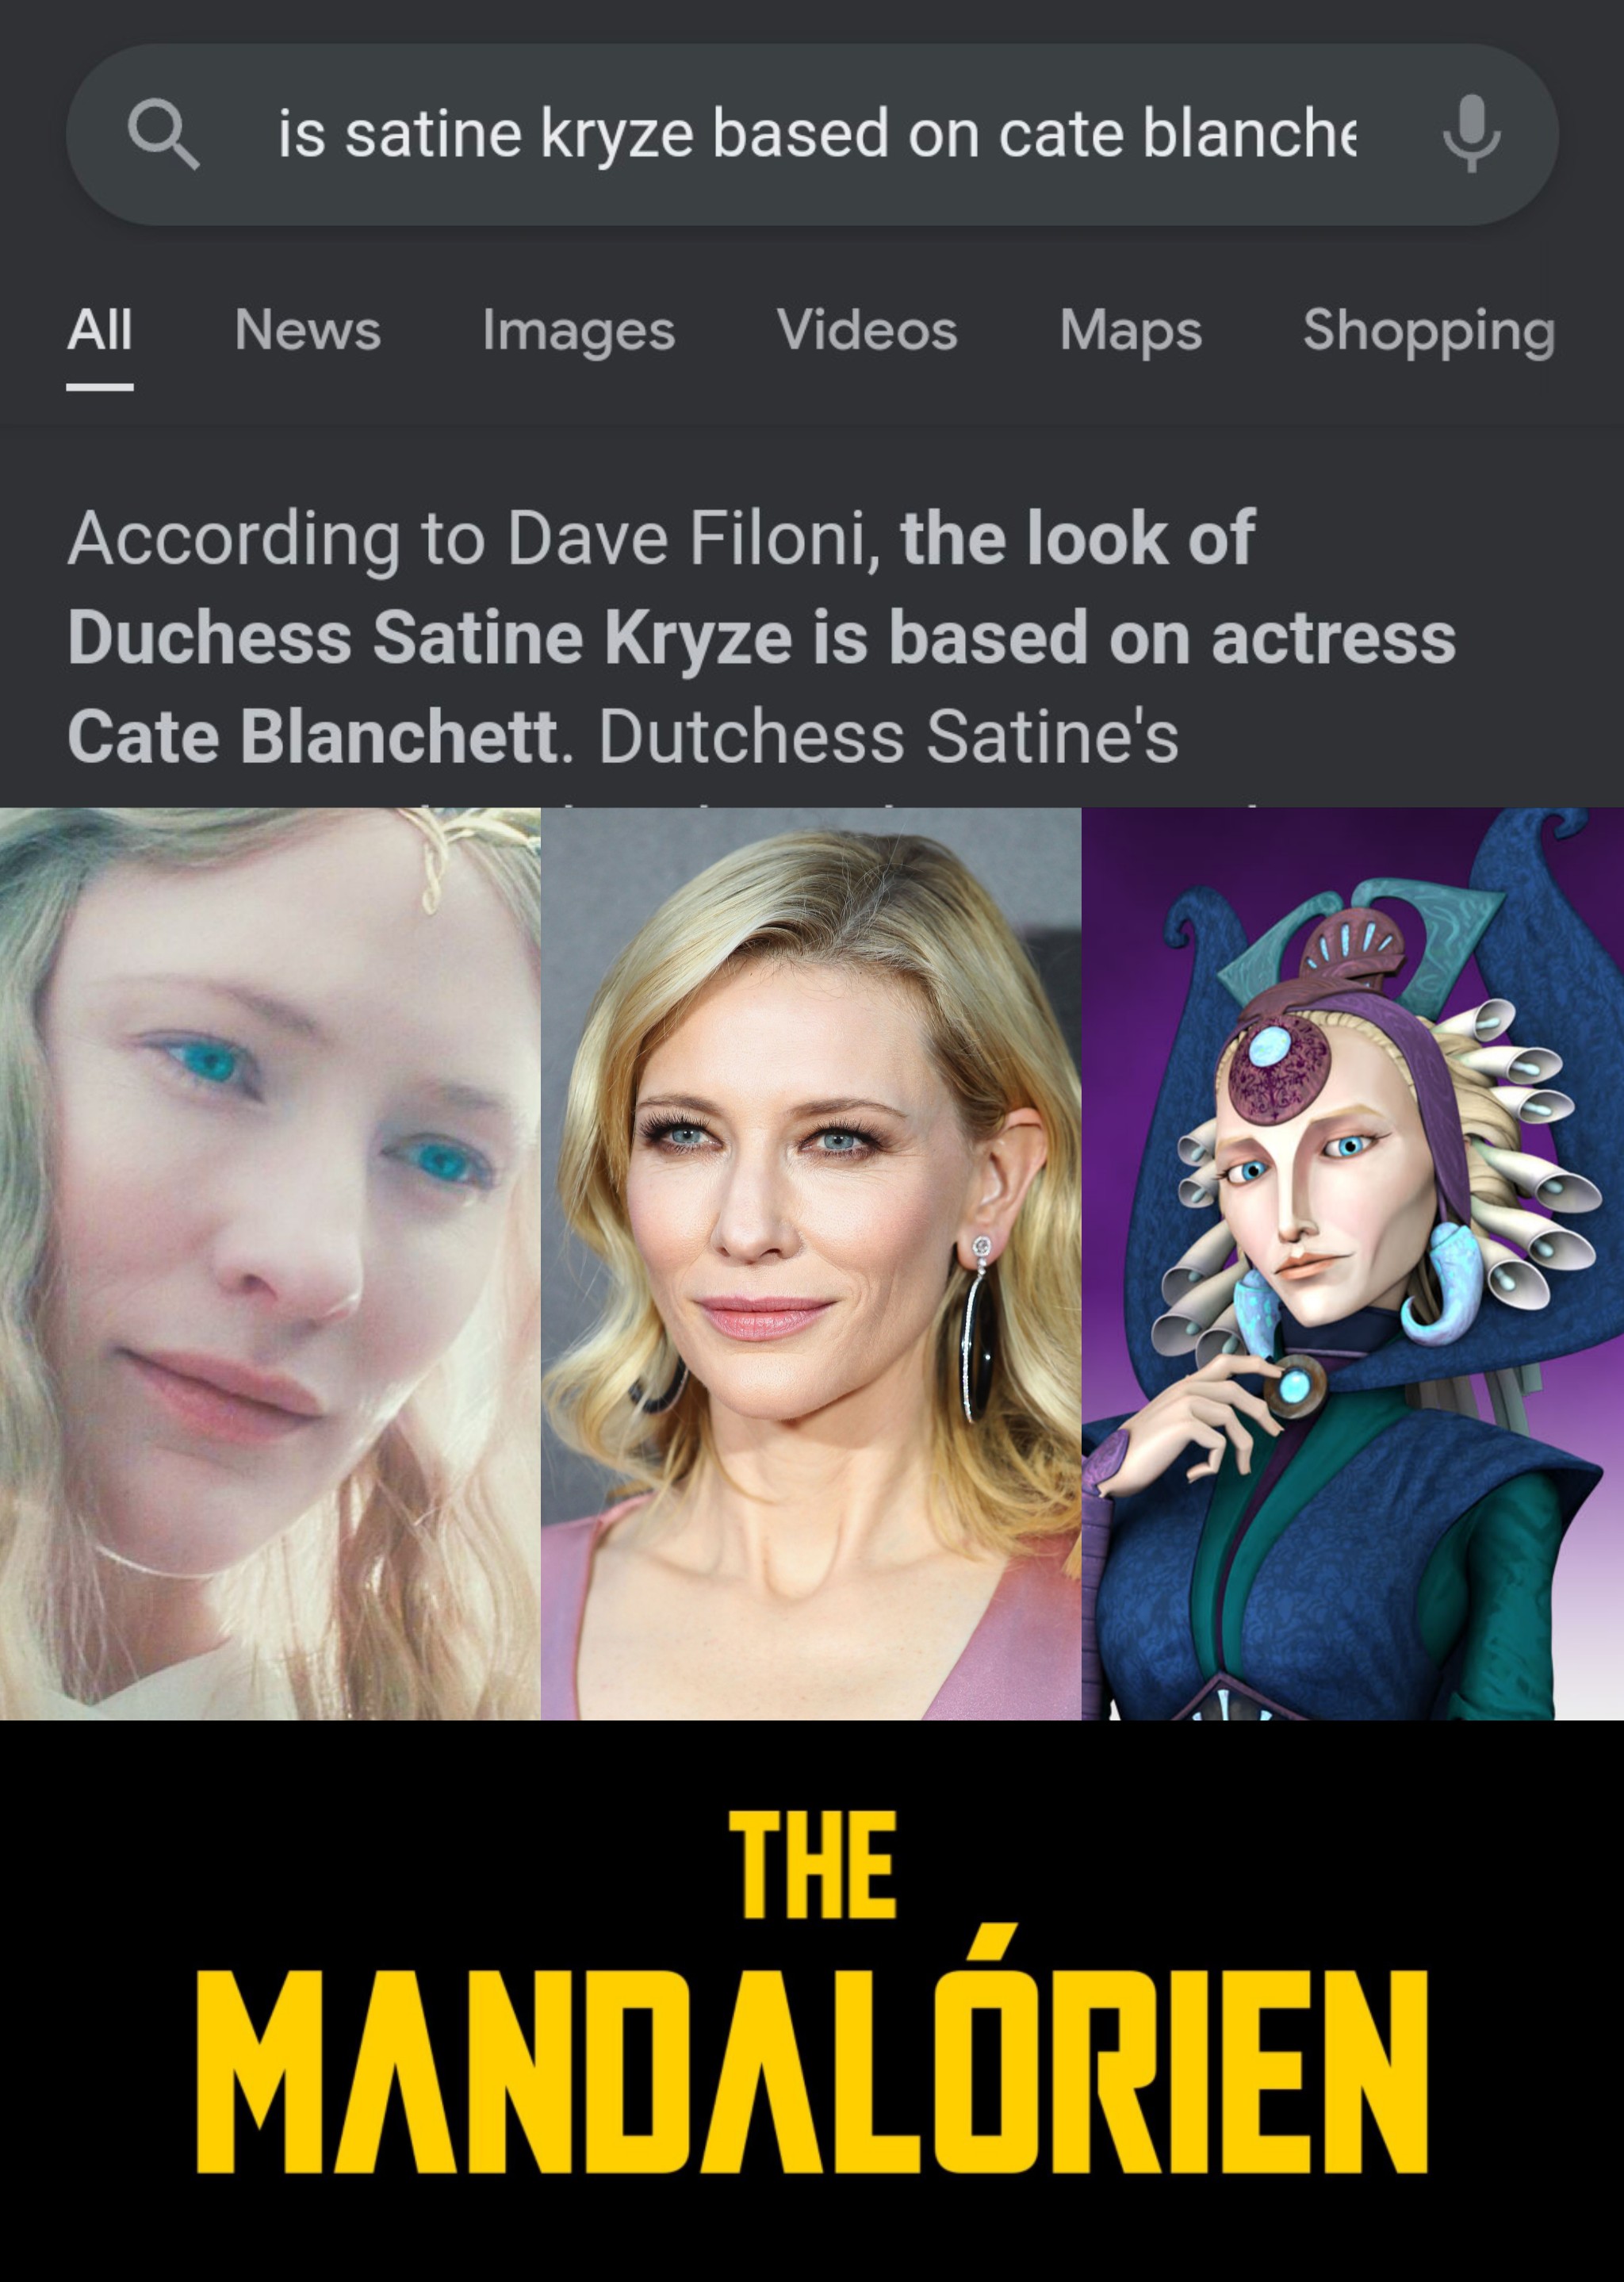 is satine kryze based on cate blanche
All News Images Videos Maps Shopping
According to Dave Filoni, the look of
Duchess Satine Kryze is based on actress
Cate Blanchett. Dutchess Satine's
THE
MANDALÓRIEN